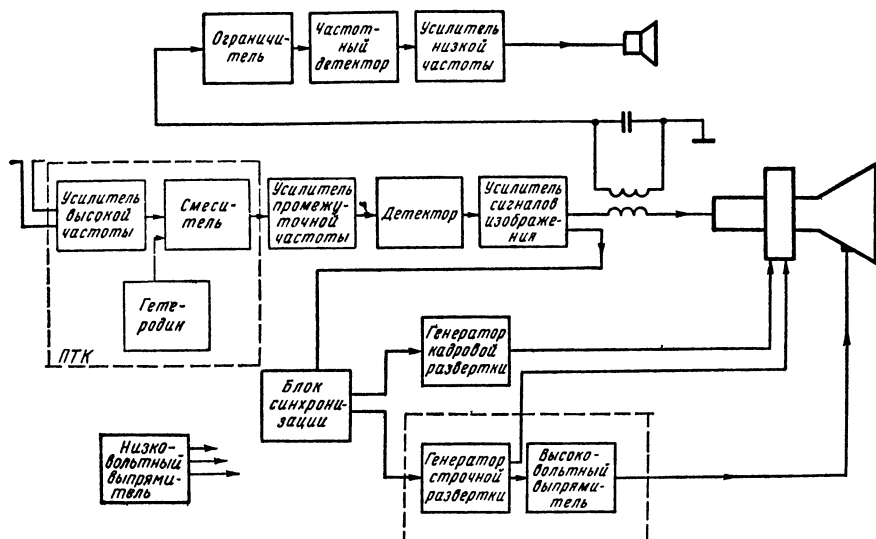 Ограничи-
тель
Частот-
ный
детектор
Усилитель
низкой
частоты
Усилитель
высокой
частоты
Смеси-
тель
Усилитель
промежу-
точной
частоты
Детектор
Усилитель
сигналов
изображе-
ния
Гете-
родин
ПТК
Генератор
кадровой
развертки
Блок
синхрони-
зации
Низко-
вольтный
выпрями-
тель
Генератор
строчной
развертки
Высоко-
вольтный
выпрями-
тель